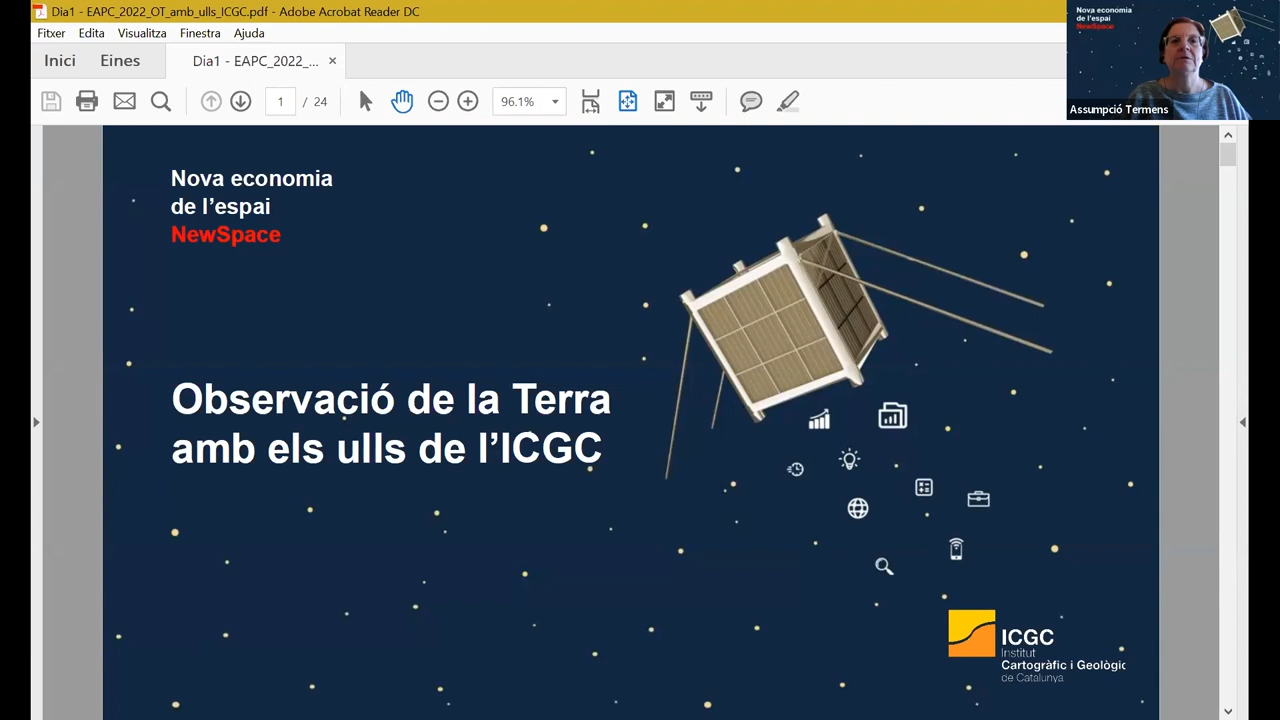 Dia1 - EAPC_2022_OT_amb_ulls_ICGC.pdf - Adobe Acrobat Reader DC
Fitxer Edita Visualitza Finestra Ajuda
Inici Eines Dia1 - EAPC_2022_... ×
1 / 24 96.1%
Nova economia
de l'espai
NewSpace
Assumpció Termens
Nova economia
de l’espai
NewSpace
Observació de la Terra
amb els ulls de l’ICGC
ICGC
Institut
Cartogràfic i Geològic
de Catalunya